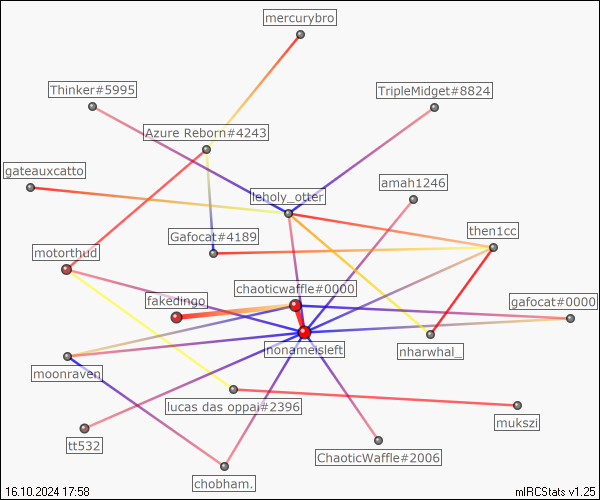 mercurybro
Thinker#5995
TripleMidget#8824
Azure Reborn#4243
gateauxcatto
amah1246
leholy_otter
then1cc
Gafocat#4189
motorthud
chaoticwaffle#0000
fakedingo
gafocat#0000
nonameisleft
nharwhal_
moonraven
lucas das oppai#2396
mukszi
tt532
ChaoticWaffle#2006
chobham.
16.10.2024 17:58
mIRCStats v1.25